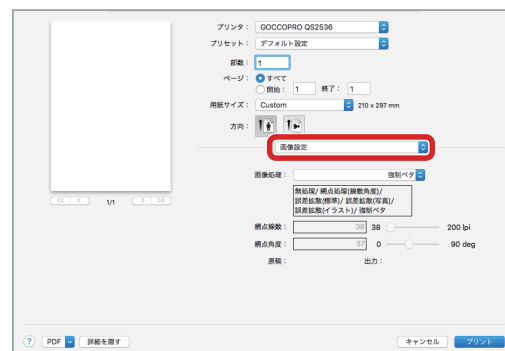 プリンタ： GOCCOPRO QS2536
プリセット： デフォルト設定
部数： 1
ページ： すべて
開始： 1 終了： 1
用紙サイズ： Custom 210 x 297 mm
方向：
画像設定
画像処理： 強制ベタ
無処理/ 網点処理(線数角度)/
誤差拡散(標準)/ 誤差拡散(写真)/
誤差拡散(イラスト)/ 強制ベタ
網点線数： 38 38 200 lpi
網点角度： 37 0 90 deg
原稿： 出力：
<< < 1/1 > >>
? PDF 詳細を隠す キャンセル プリント